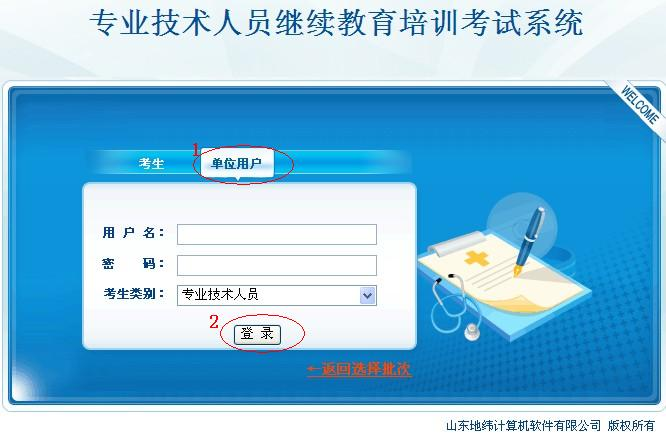 专业技术人员继续教育培训考试系统
WELCOME
1
考生 单位用户
用 户 名：
密 码：
考生类别： 专业技术人员
2
登 录
←返回选择批次
山东地纬计算机软件有限公司 版权所有